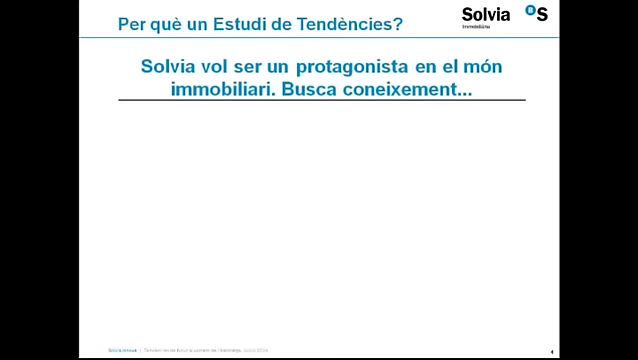 Per què un Estudi de Tendències?
Solvia
Immobiliària
B S
Solvia vol ser un protagonista en el món
immobiliari. Busca coneixement...
4